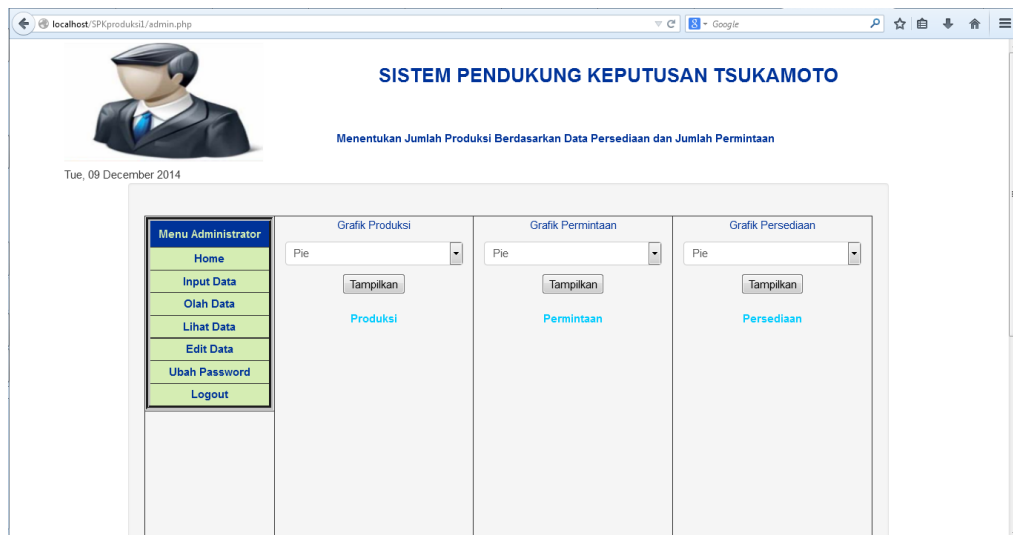 localhost/SPKproduksi1/admin.php
Google
SISTEM PENDUKUNG KEPUTUSAN TSUKAMOTO
Menentukan Jumlah Produksi Berdasarkan Data Persediaan dan Jumlah Permintaan
Tue, 09 December 2014
Menu Administrator
Home
Input Data
Olah Data
Lihat Data
Edit Data
Ubah Password
Logout
Grafik Produksi
Pie
Tampilkan
Produksi
Grafik Permintaan
Pie
Tampilkan
Permintaan
Grafik Persediaan
Pie
Tampilkan
Persediaan